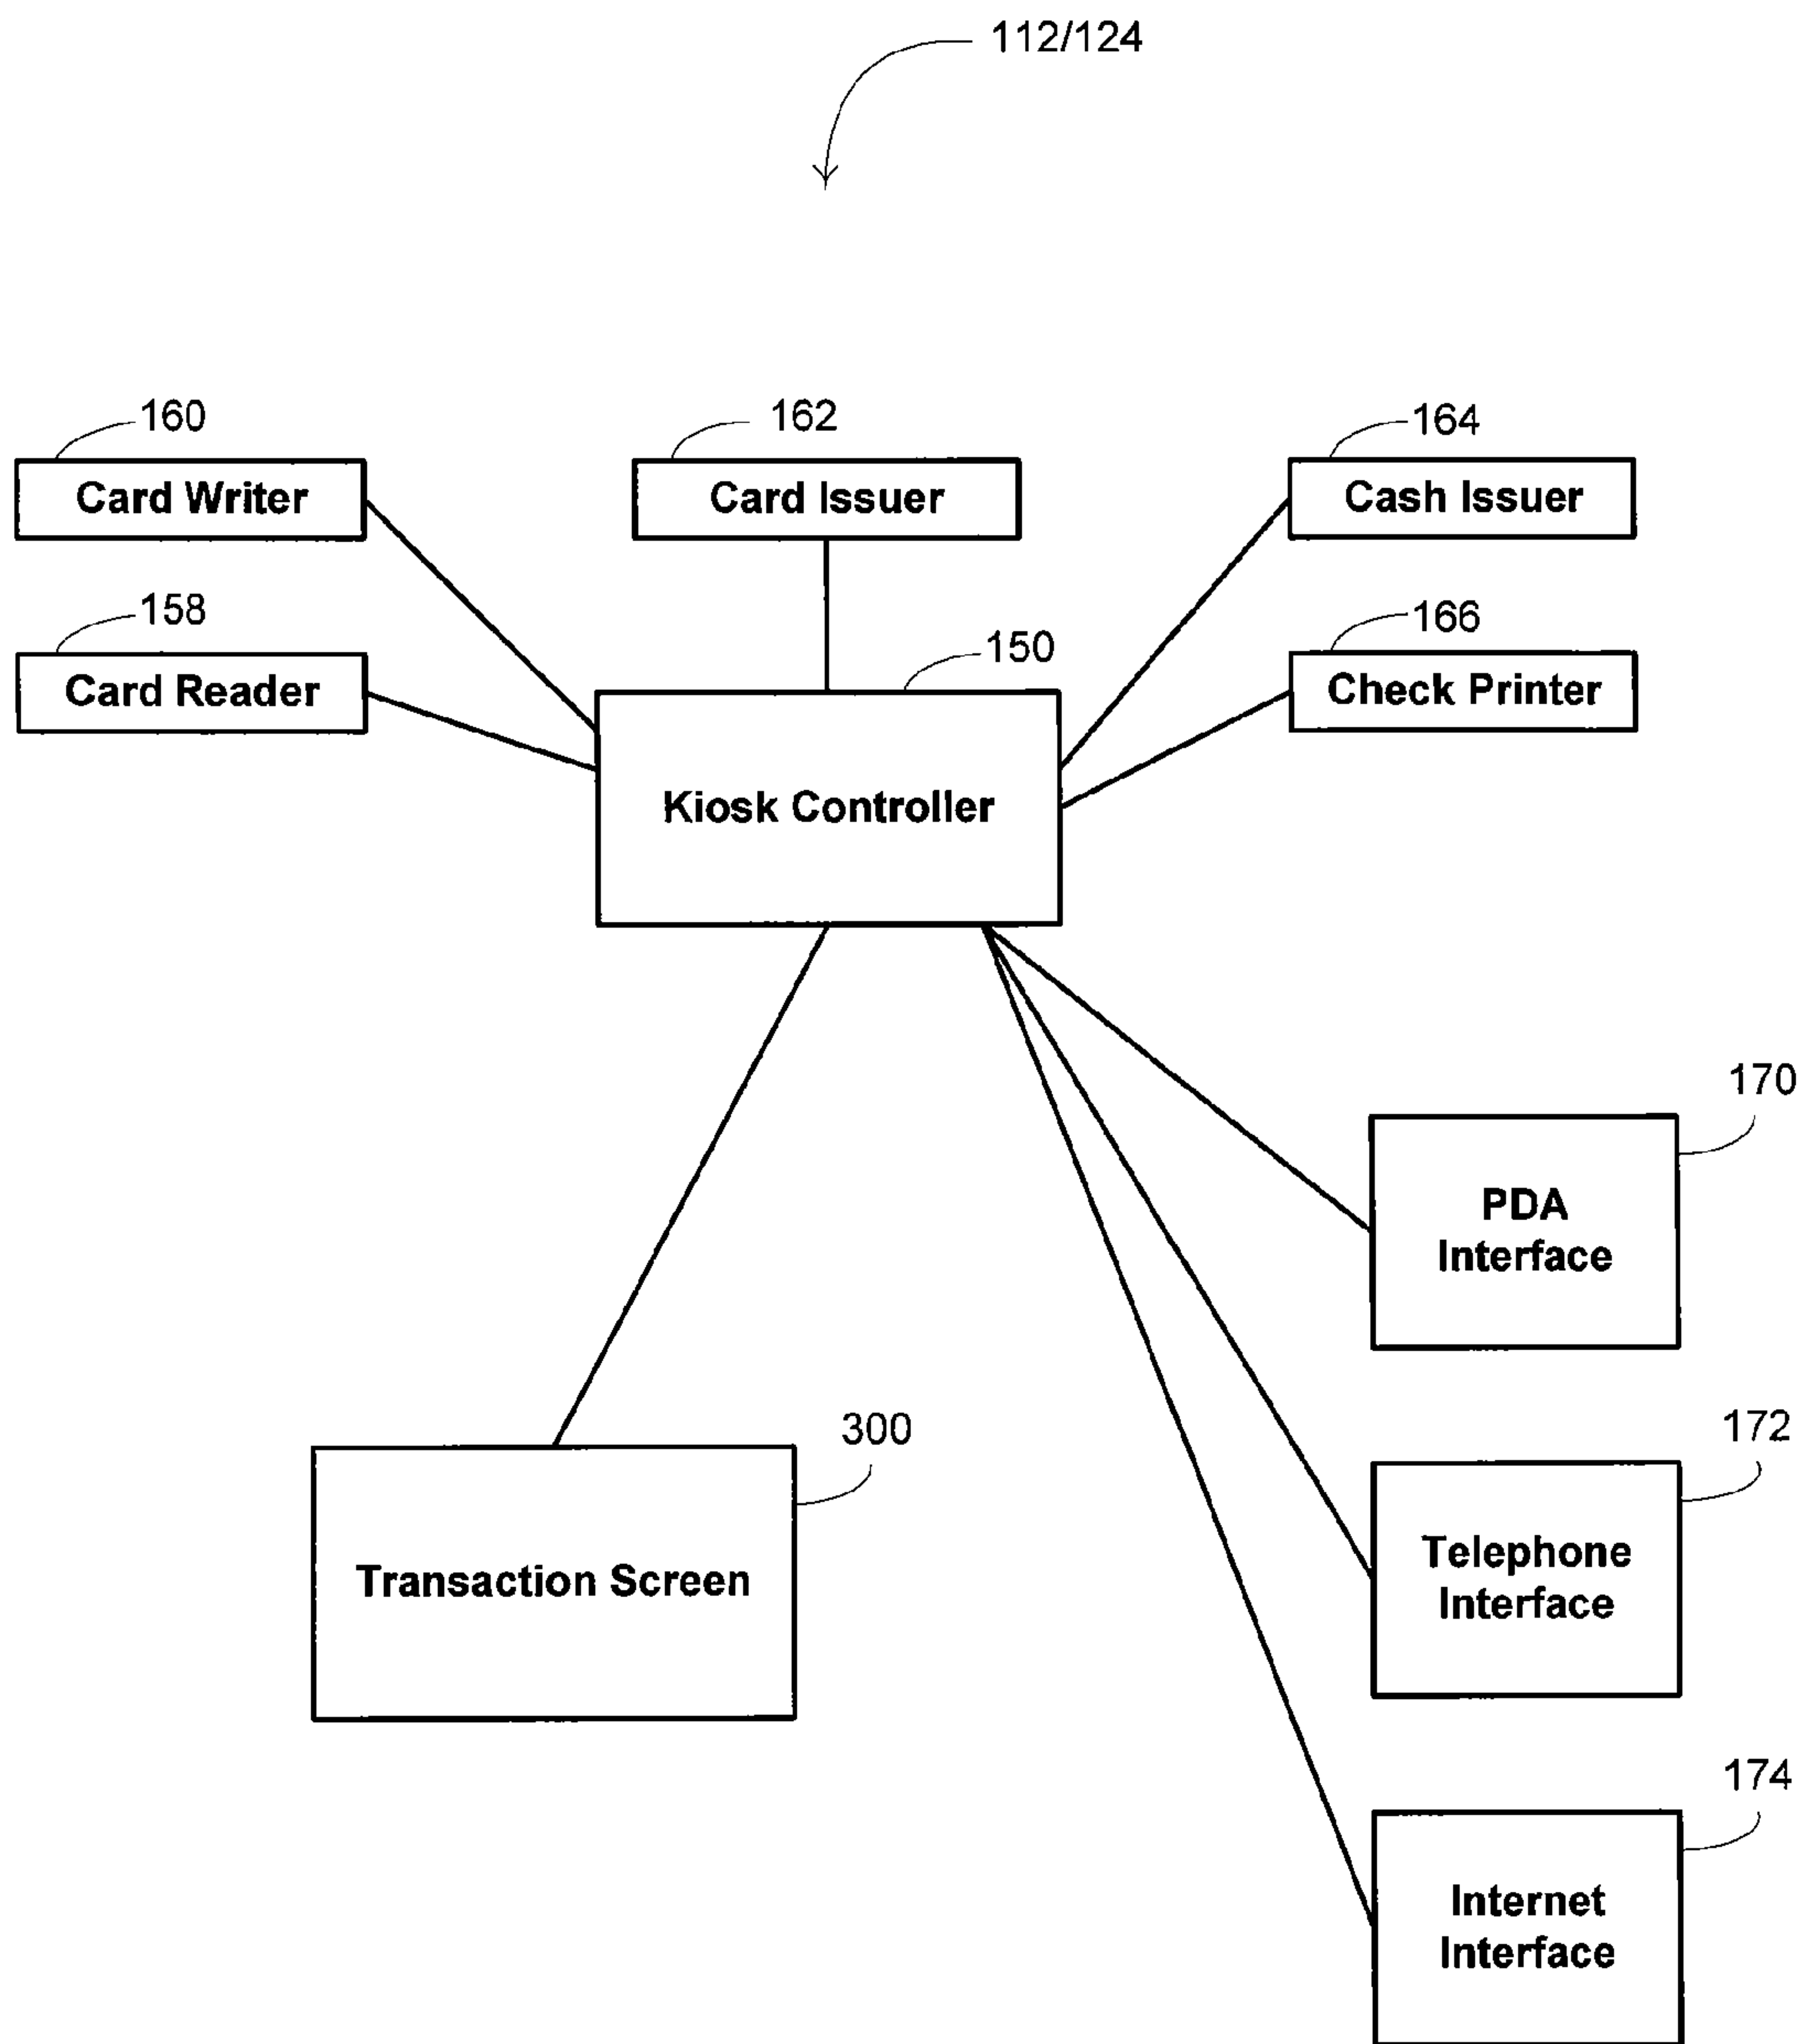 112/124
160
162
164
Card Writer
Card Issuer
Cash Issuer
158
166
150
Card Reader
Check Printer
Kiosk Controller
170
PDA
Interface
300
172
Transaction Screen
Telephone
Interface
174
Internet
Interface